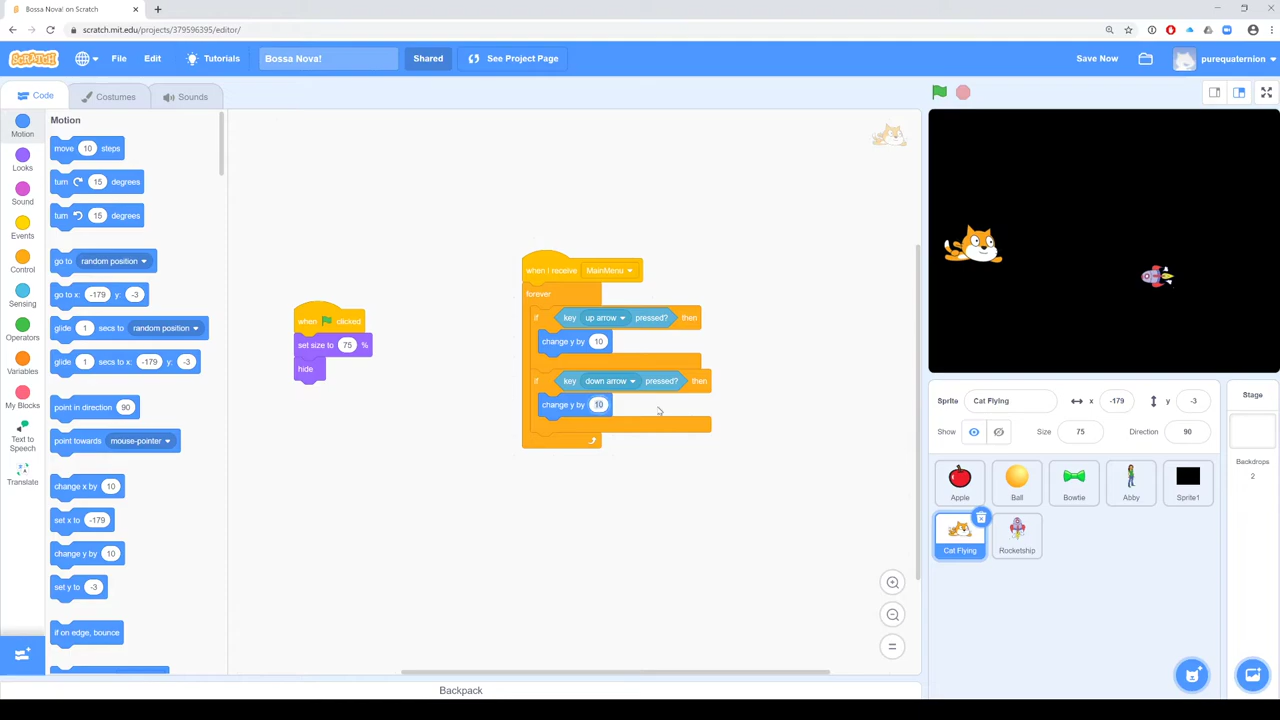 Bossa Nova! on Scratch
scratch.mit.edu/projects/379596395/editor/
SCRATCH File Edit Tutorials Bossa Nova! Shared See Project Page Save Now purequaternion
Code Costumes Sounds
Motion
Looks
Sound
Events
Control
Sensing
Operators
Variables
My Blocks
Text to
Speech
Translate
Motion
move 10 steps
turn 15 degrees
turn 15 degrees
go to random position
go to x: -179 y: -3
glide 1 secs to random position
glide 1 secs to x: -179 y: -3
point in direction 90
point towards mouse-pointer
change x by 10
set x to -179
change y by 10
set y to -3
if on edge, bounce
when clicked
set size to 75 %
hide
when I receive MainMenu
forever
if key up arrow pressed? then
change y by 10
if key down arrow pressed? then
change y by 10
Sprite Cat Flying x -179 y -3
Show Size 75 Direction 90
Apple Ball Bowtie Abby Sprite1
Cat Flying Rocketship
Stage
Backdrops
2
Backpack